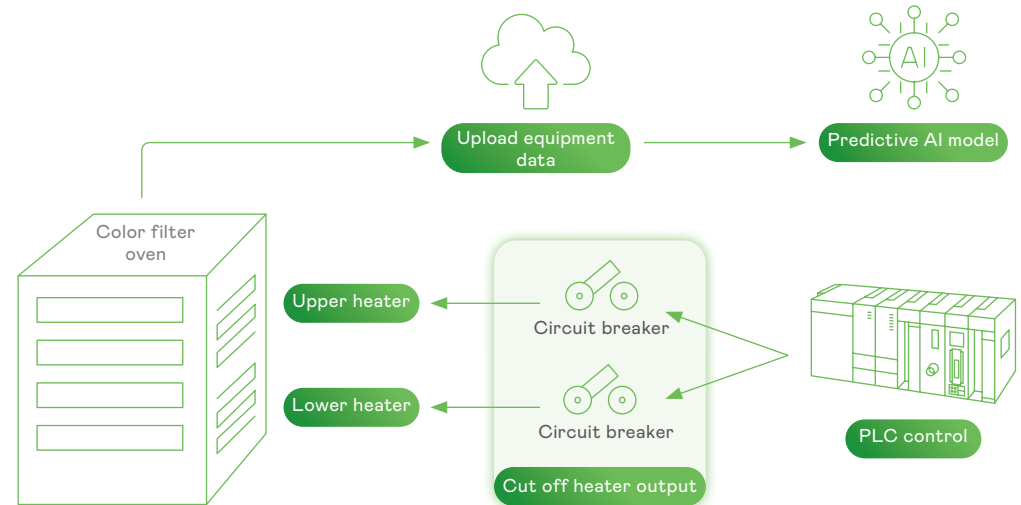 AI
Upload equipment
data
Predictive AI model
Color filter
oven
Upper heater
Circuit breaker
Lower heater
Circuit breaker
PLC control
Cut off heater output